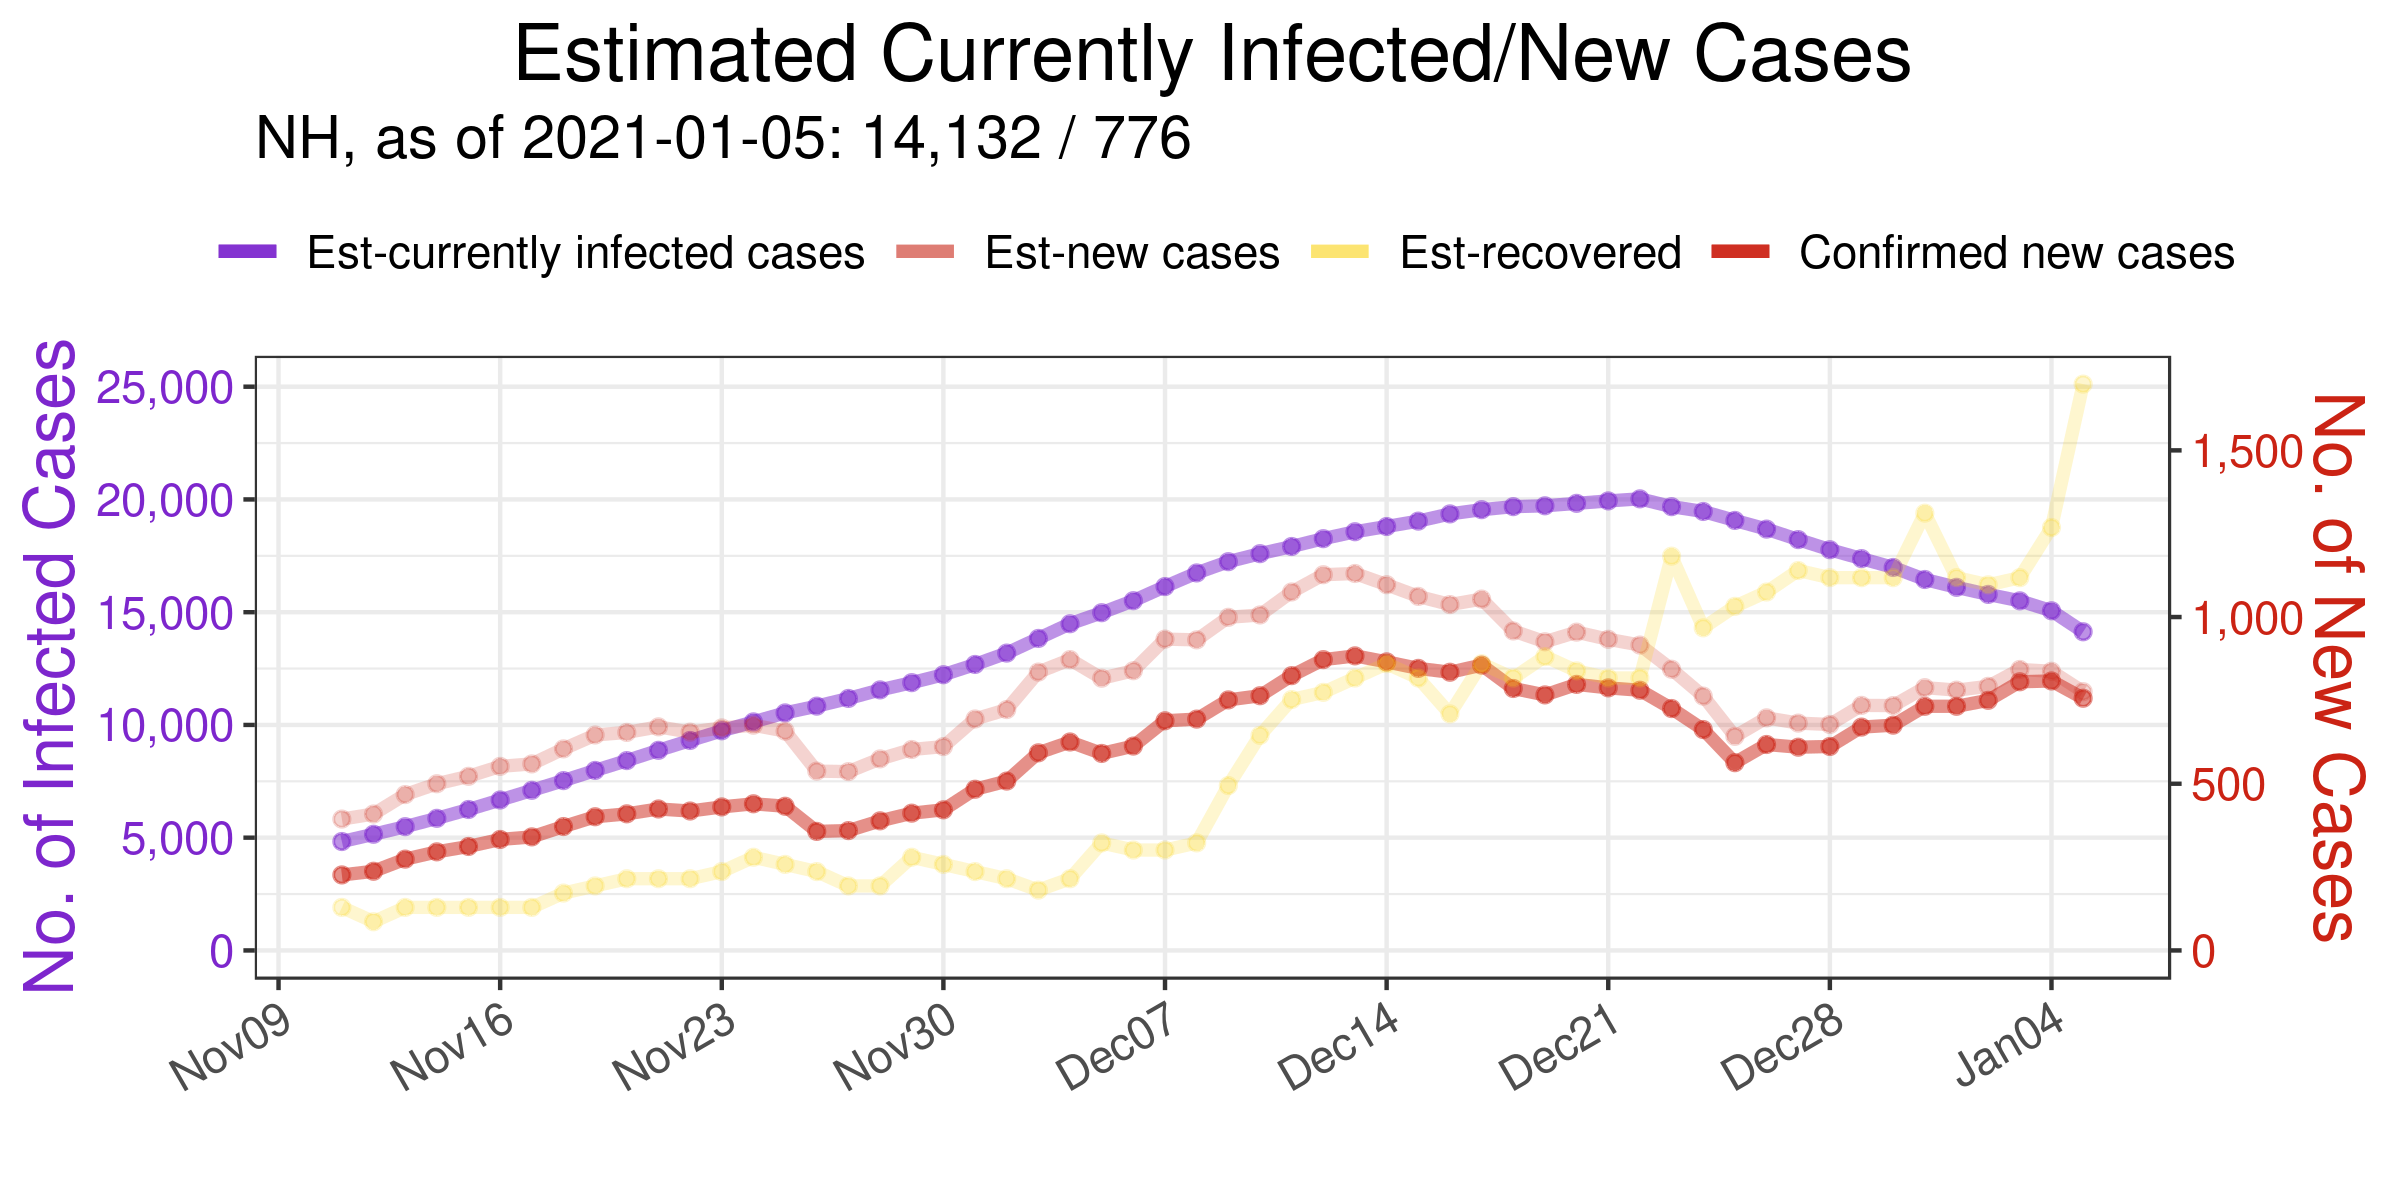 Estimated Currently Infected/New Cases
NH, as of 2021-01-05: 14,132 / 776
Est-currently infected cases Est-new cases Est-recovered Confirmed new cases
No. of Infected Cases
25,000
20,000
15,000
10,000
5,000
0
1,500
1,000
500
0
No. of New Cases
Nov09 Nov16 Nov23 Nov30 Dec07 Dec14 Dec21 Dec28 Jan04